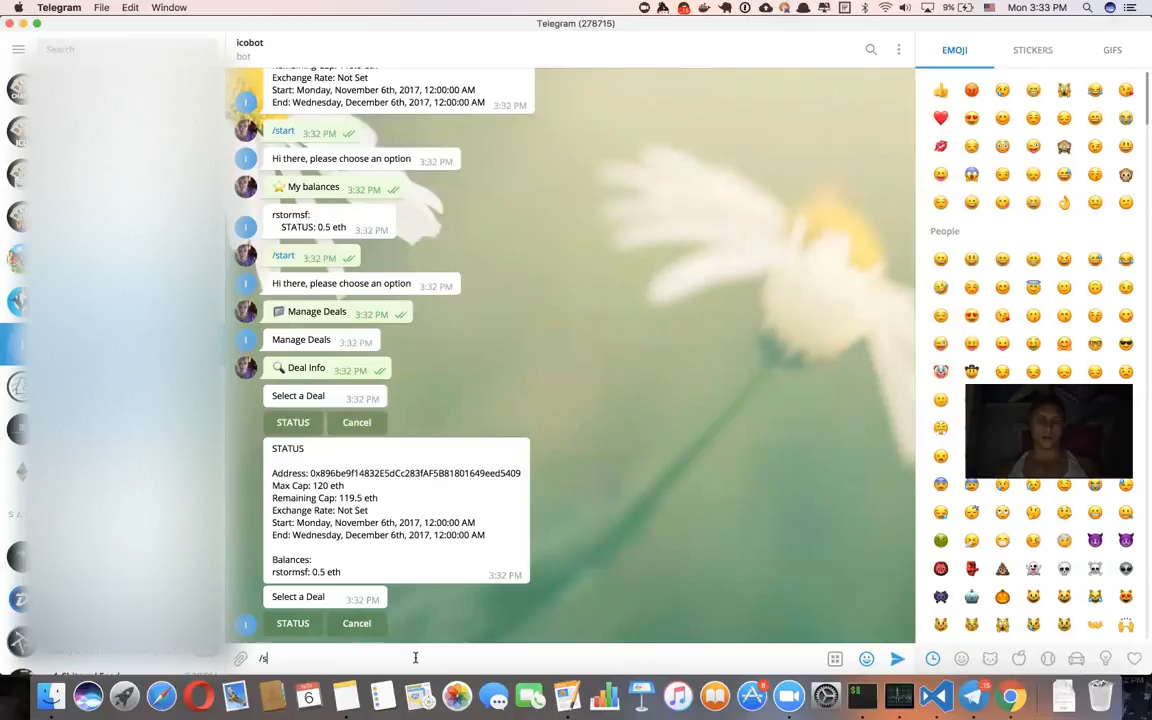 Telegram File Edit Window
9% Mon 3:33 PM
Telegram (278715)
Search
icobot
bot
EMOJI STICKERS GIFS
Exchange Rate: Not Set
Start: Monday, November 6th, 2017, 12:00:00 AM
End: Wednesday, December 6th, 2017, 12:00:00 AM 3:32 PM
/start 3:32 PM
Hi there, please choose an option 3:32 PM
My balances 3:32 PM
rstormsf:
STATUS: 0.5 eth 3:32 PM
/start 3:32 PM
Hi there, please choose an option 3:32 PM
Manage Deals 3:32 PM
Manage Deals 3:32 PM
Deal Info 3:32 PM
Select a Deal 3:32 PM
STATUS Cancel
STATUS
Address: 0x896be9f14832E5dCc283fAF5B81801649eed5409
Max Cap: 120 eth
Remaining Cap: 119.5 eth
Exchange Rate: Not Set
Start: Monday, November 6th, 2017, 12:00:00 AM
End: Wednesday, December 6th, 2017, 12:00:00 AM
Balances:
rstormsf: 0.5 eth 3:32 PM
Select a Deal 3:32 PM
STATUS Cancel
/s
People
NOV
6